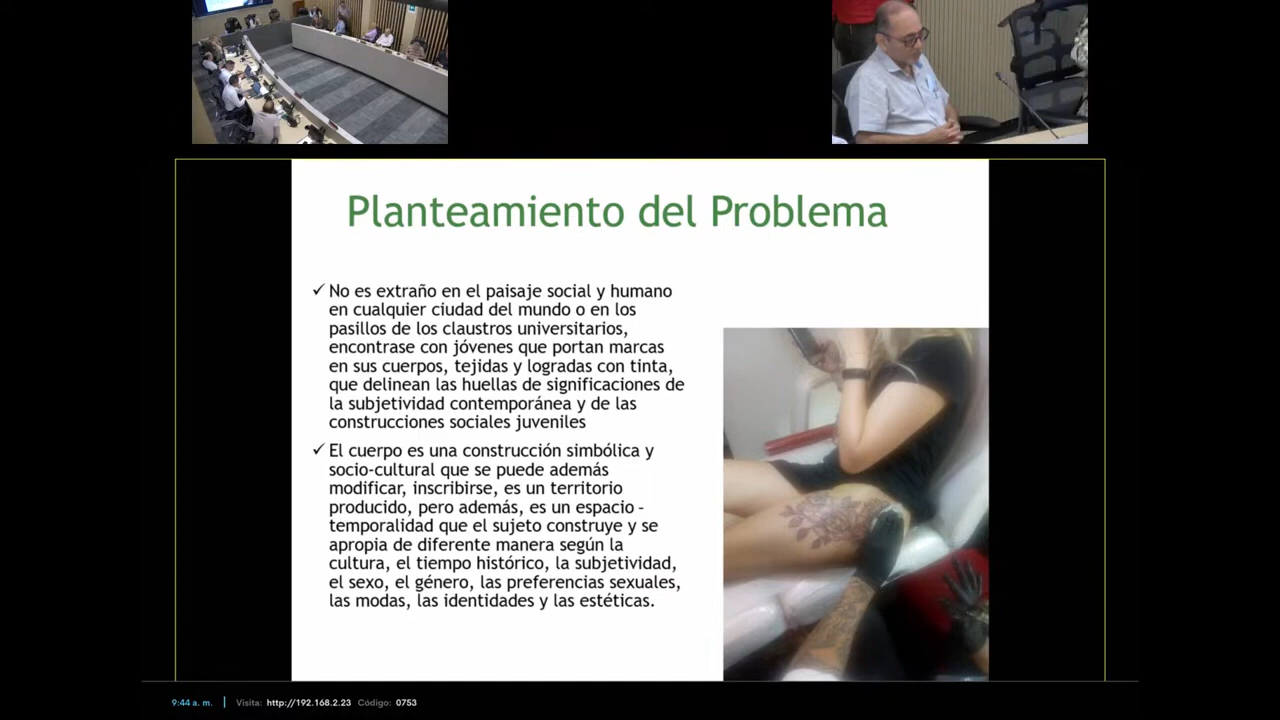 Planteamiento del Problema
✓ No es extraño en el paisaje social y humano
en cualquier ciudad del mundo o en los
pasillos de los claustros universitarios,
encontrase con jóvenes que portan marcas
en sus cuerpos, tejidas y logradas con tinta,
que delinean las huellas de significaciones de
la subjetividad contemporánea y de las
construcciones sociales juveniles
✓ El cuerpo es una construcción simbólica y
socio-cultural que se puede además
modificar, inscribirse, es un territorio
producido, pero además, es un espacio –
temporalidad que el sujeto construye y se
apropia de diferente manera según la
cultura, el tiempo histórico, la subjetividad,
el sexo, el género, las preferencias sexuales,
las modas, las identidades y las estéticas.
9:44 a. m. | Visita: http://192.168.2.23 Código: 0753